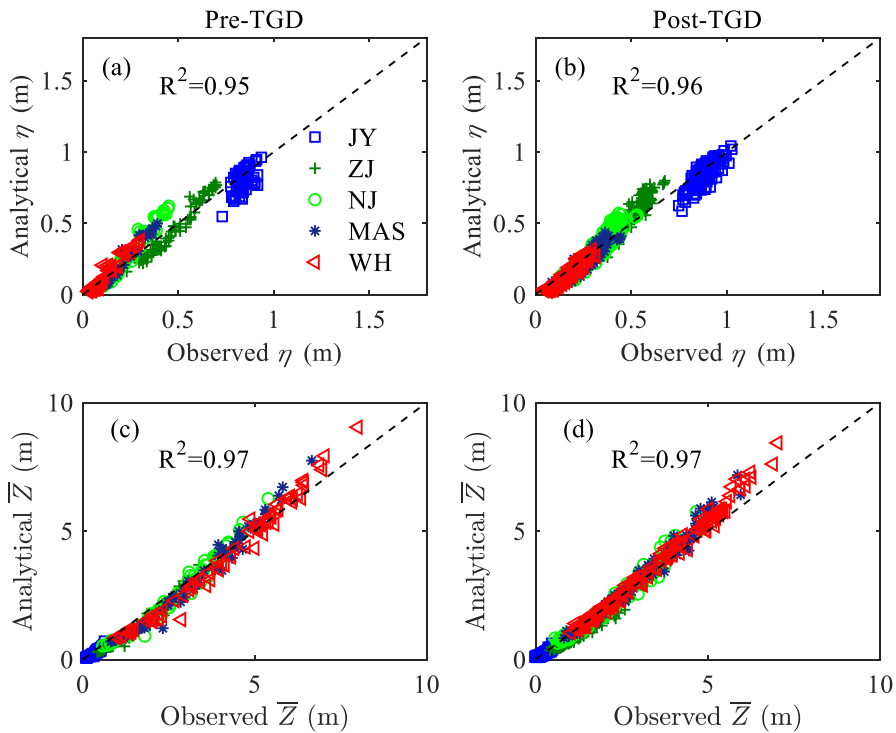 Pre-TGD
Post-TGD
(a)
R²=0.95
JY
ZJ
NJ
MAS
WH
Analytical η (m)
1.5
1
0.5
0
0
0.5
1
1.5
Observed η (m)
(b)
R²=0.96
Analytical η (m)
1.5
1
0.5
0
0
0.5
1
1.5
Observed η (m)
(c)
R²=0.97
Analytical Z̅ (m)
10
5
0
0
5
10
Observed Z̅ (m)
(d)
R²=0.97
Analytical Z̅ (m)
10
5
0
0
5
10
Observed Z̅ (m)